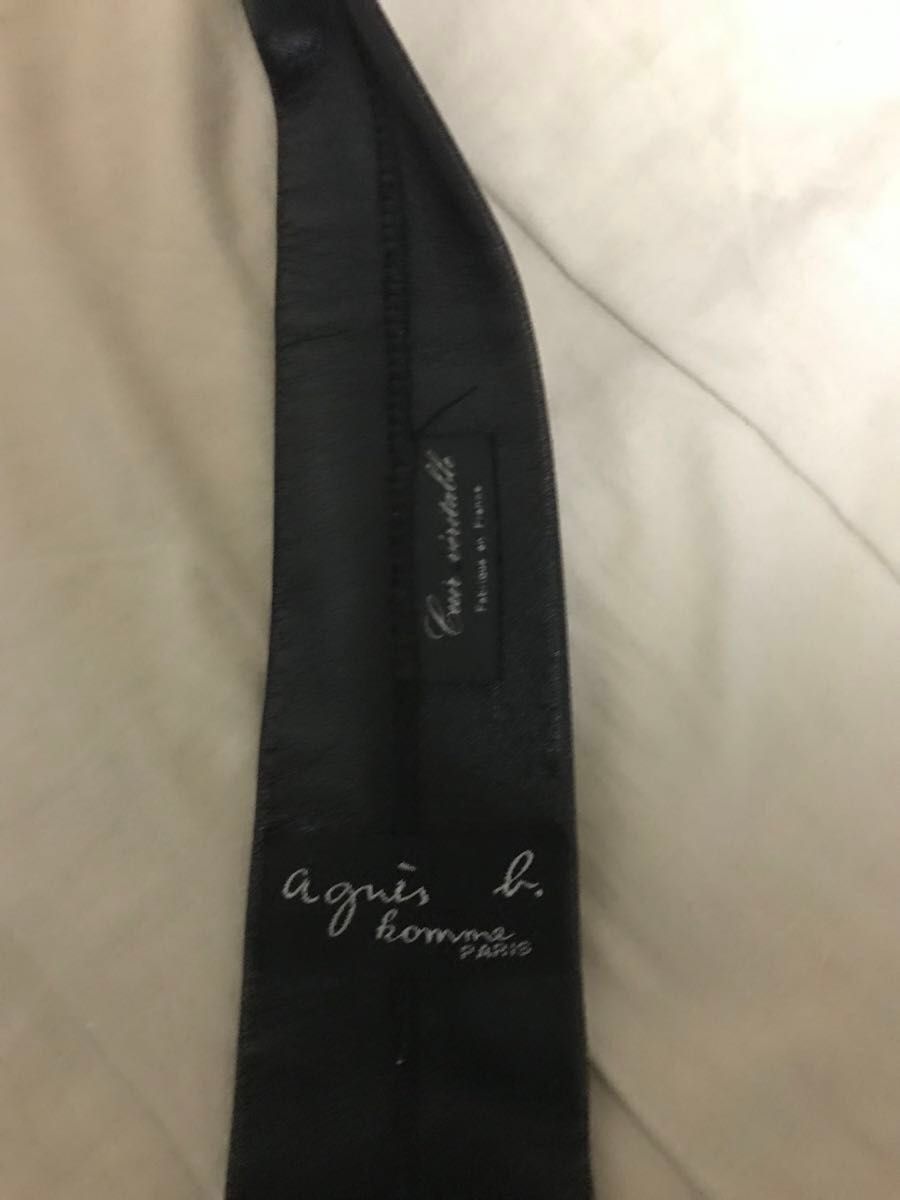 Cuir véritable
Fabriqué en France
agnès b.
homme
PARIS